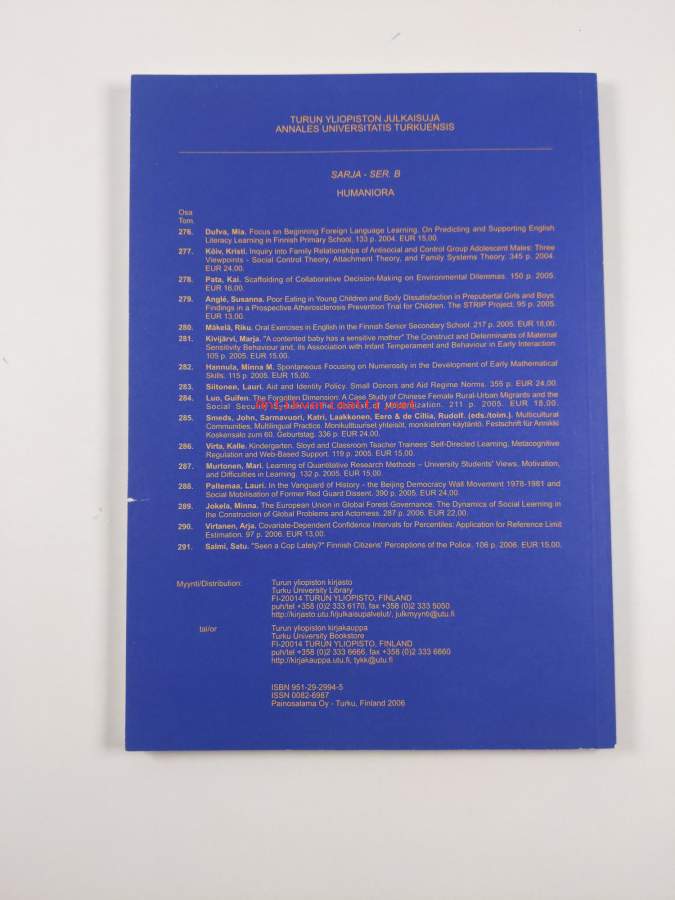 TURUN YLIOPISTON JULKAISUJA
ANNALES UNIVERSITATIS TURKUENSIS
SARJA - SER. B
HUMANIORA
Osa
Tom.
276. Dufva, Mia. Focus on Beginning Foreign Language Learning. On Predicting and Supporting English
Literacy Learning in Finnish Primary School. 133 p. 2004. EUR 15,00.
277. Kõiv, Kristi. Inquiry into Family Relationships of Antisocial and Control Group Adolescent Males: Three
Viewpoints - Social Control Theory, Attachment Theory, and Family Systems Theory. 345 p. 2004.
EUR 24,00.
278. Pata, Kai. Scaffolding of Collaborative Decision-Making on Environmental Dilemmas. 150 p. 2005.
EUR 16,00.
279. Anglé, Susanna. Poor Eating in Young Children and Body Dissatisfaction in Prepubertal Girls and Boys.
Findings in a Prospective Atherosclerosis Prevention Trial for Children. The STRIP Project. 95 p. 2005.
EUR 13,00.
280. Mäkelä, Riku. Oral Exercises in English in the Finnish Senior Secondary School. 217 p. 2005. EUR 18,00.
281. Kivijärvi, Marja. "A contented baby has a sensitive mother" The Construct and Determinants of Maternal
Sensitivity Behaviour and, its Association with Infant Temperament and Behaviour in Early Interaction.
105 p. 2005. EUR 15,00.
282. Hannula, Minna M. Spontaneous Focusing on Numerosity in the Development of Early Mathematical
Skills. 115 p. 2005. EUR 15,00.
283. Siitonen, Lauri. Aid and Identity Policy. Small Donors and Aid Regime Norms. 355 p. EUR 24,00.
284. Luo, Guifen. The Forgotten Dimension: A Case Study of Chinese Female Rural-Urban Migrants and the
Social Security in the of Modernization. 211 p. 2005. EUR 18,00.
285. Smeds, John, Sarmavuori, Katri, Laakkonen, Eero & de Cillia, Rudolf. (eds./toim.). Multicultural
Communities, Multilingual Practice. Monikulttuuriset yhteisöt, monikielinen käytäntö. Festschrift für Annikki
Koskensalo zum 60. Geburtstag. 336 p. EUR 24,00.
286. Virta, Kalle. Kindergarten, Sloyd and Classroom Teacher Trainees' Self-Directed Learning, Metacognitive
Regulation and Web-Based Support. 119 p. 2005. EUR 15,00.
287. Murtonen, Mari. Learning of Quantitative Research Methods – University Students' Views, Motivation,
and Difficulties in Learning. 132 p. 2005. EUR 15,00.
288. Paltemaa, Lauri. In the Vanguard of History - the Beijing Democracy Wall Movement 1978-1981 and
Social Mobilisation of Former Red Guard Dissent. 390 p. 2005. EUR 24,00.
289. Jokela, Minna. The European Union in Global Forest Governance. The Dynamics of Social Learning in
the Construction of Global Problems and Actorness. 287 p. 2006. EUR 22,00.
290. Virtanen, Arja. Covariate-Dependent Confidence Intervals for Percentiles: Application for Reference Limit
Estimation. 97 p. 2006. EUR 13,00.
291. Salmi, Satu. "Seen a Cop Lately?" Finnish Citizens' Perceptions of the Police. 106 p. 2006. EUR 15,00.
Myynti/Distribution: Turun yliopiston kirjasto
Turku University Library
FI-20014 TURUN YLIOPISTO, FINLAND
puh/tel +358 (0)2 333 6170, fax +358 (0)2 333 5050
http://kirjasto.utu.fi/julkaisupalvelut/, julkmyynti@utu.fi
tai/or Turun yliopiston kirjakauppa
Turku University Bookstore
FI-20014 TURUN YLIOPISTO, FINLAND
puh/tel +358 (0)2 333 6666, fax +358 (0)2 333 6660
http://kirjakauppa.utu.fi, tykk@utu.fi
ISBN 951-29-2994-5
ISSN 0082-6987
Painosalama Oy - Turku, Finland 2006